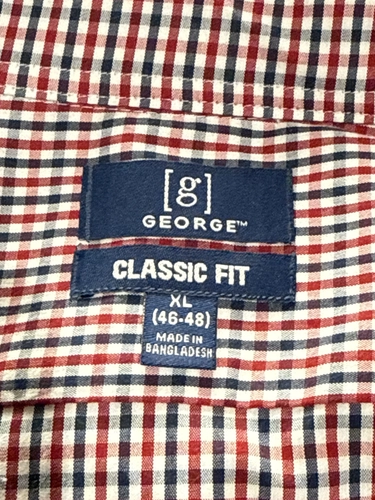 [g]
GEORGE™
CLASSIC FIT
XL
(46-48)
MADE IN
BANGLADESH